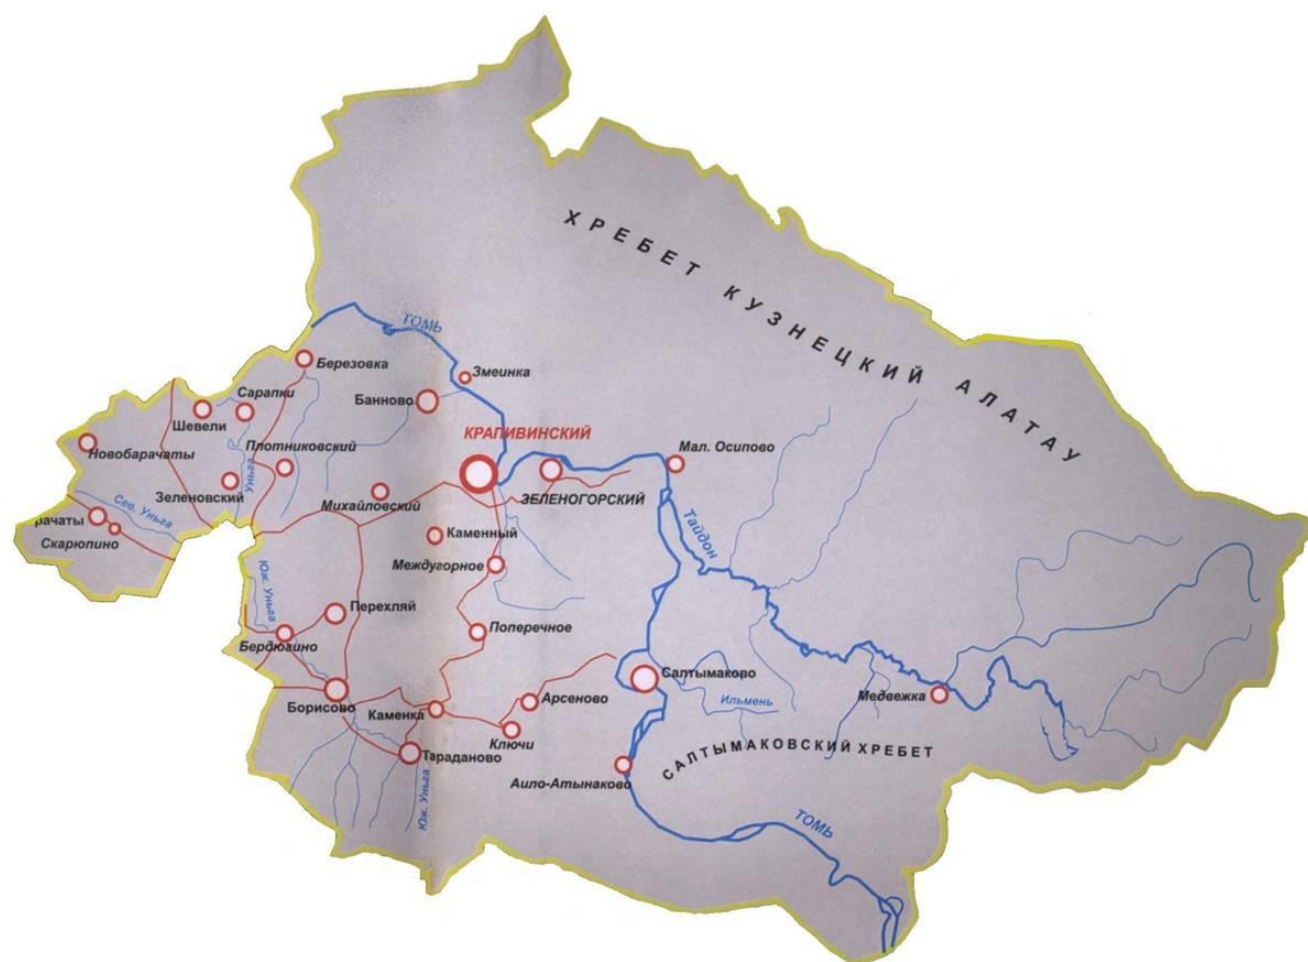 ХРЕБЕТ КУЗНЕЦКИЙ АЛАТАУ
ТОМЬ
Березовка
Змеинка
Сарапки
Банново
Шевели
КРАПИВИНСКИЙ
Плотниковский
Мал. Осипово
Новобарачаты
Уньга
Зеленовский
Михайловский
ЗЕЛЕНОГОРСКИЙ
Сев. Уньга
рачаты
Тайдон
Скарюпино
Каменный
Междугорное
Юж. Уньга
Перехляй
Поперечное
Бердюгино
Салтымаково
Медвежка
Арсеново
Ильмень
Борисово
Каменка
Ключи
САЛТЫМАКОВСКИЙ ХРЕБЕТ
Тараданово
Аило-Атынаково
Юж. Уньга
ТОМЬ